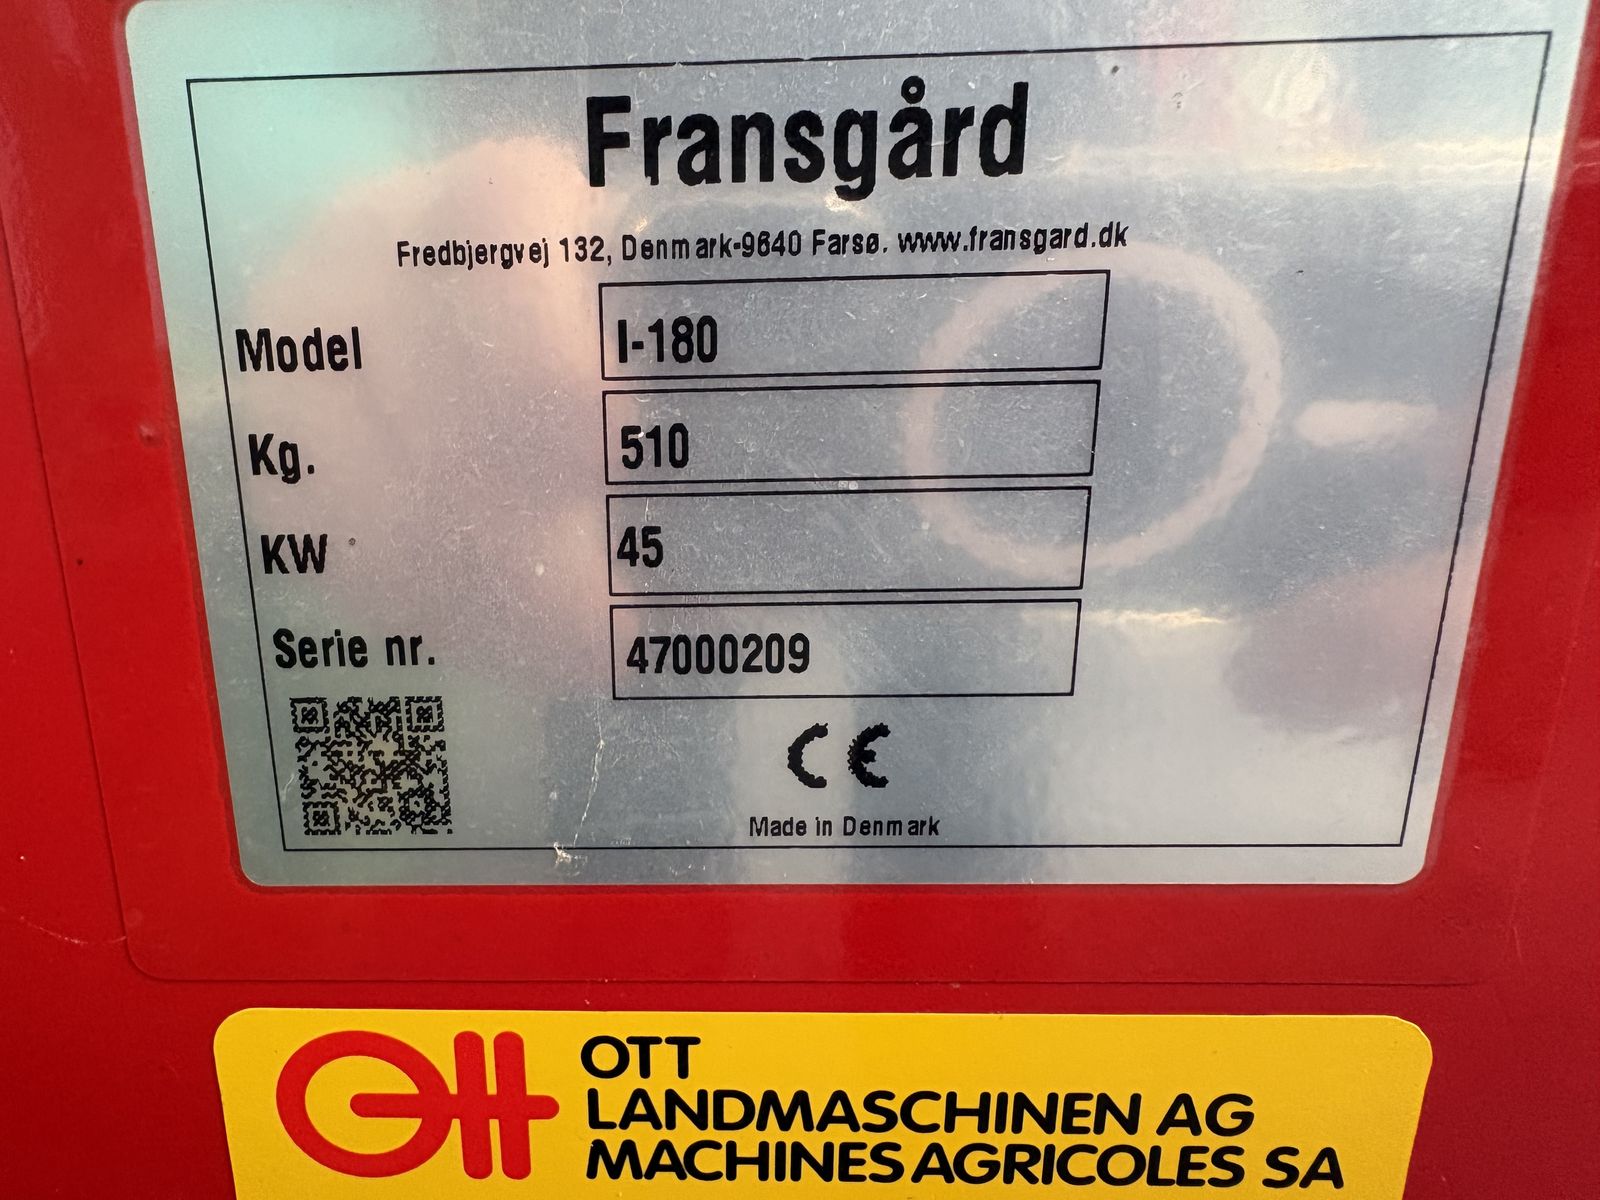 Fransgård
Fredbjergvej 132, Denmark-9640 Farsø. www.fransgard.dk
Model I-180
Kg. 510
KW 45
Serie nr. 47000209
CE
Made in Denmark
Ott OTT
LANDMASCHINEN AG
MACHINES AGRICOLES SA